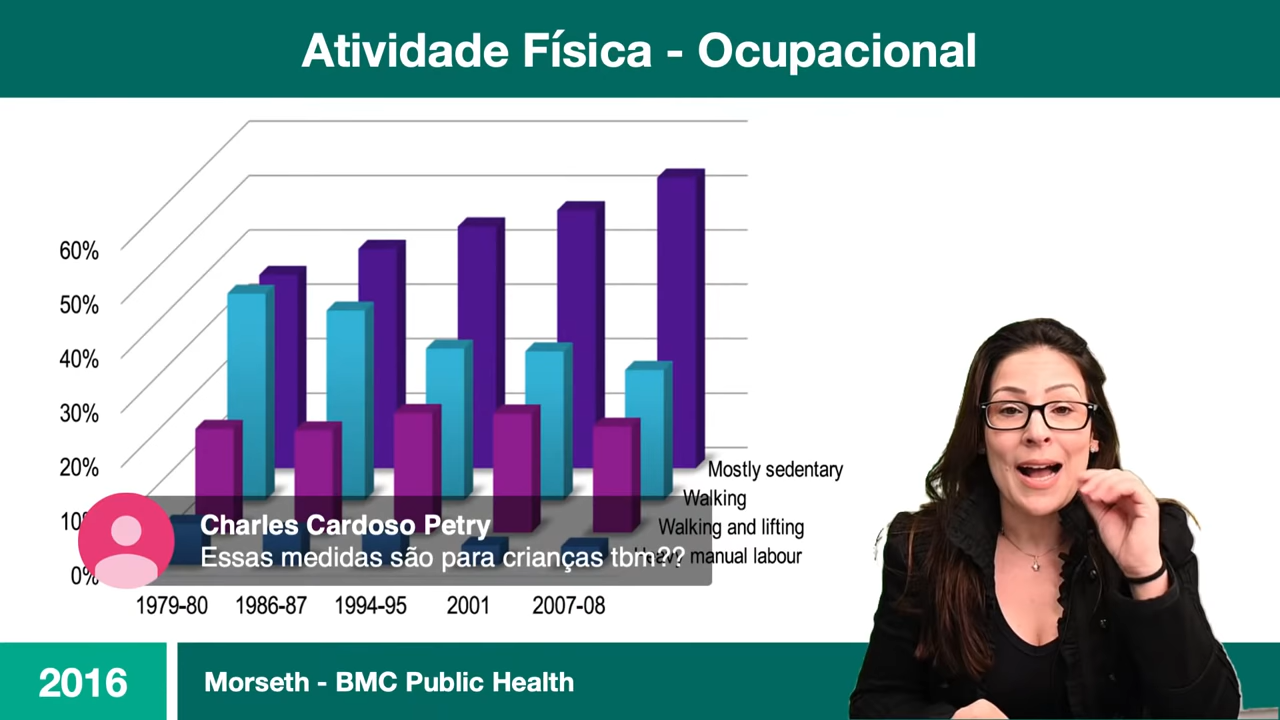 Atividade Física - Ocupacional
60%
50%
40%
30%
20%
0%
Mostly sedentary
Walking
Walking and lifting
manual labour
Charles Cardoso Petry
Essas medidas são para crianças tbm??
1979-80 1986-87 1994-95 2001 2007-08
2016
Morseth - BMC Public Health